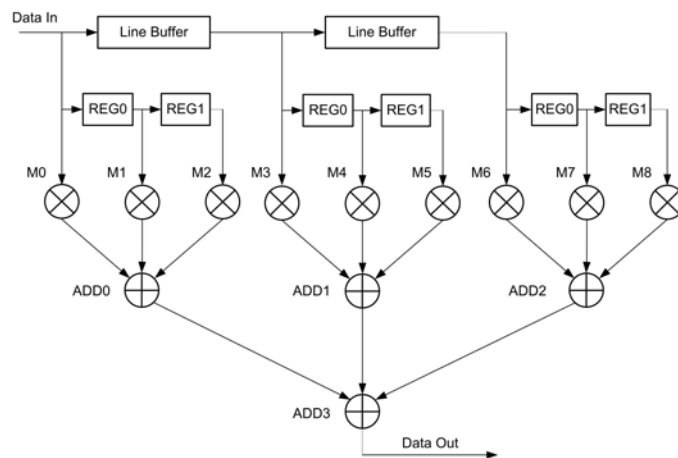 Data In
Line Buffer
Line Buffer
REG0
REG1
REG0
REG1
REG0
REG1
M0
M1
M2
M3
M4
M5
M6
M7
M8
ADD0
ADD1
ADD2
ADD3
Data Out